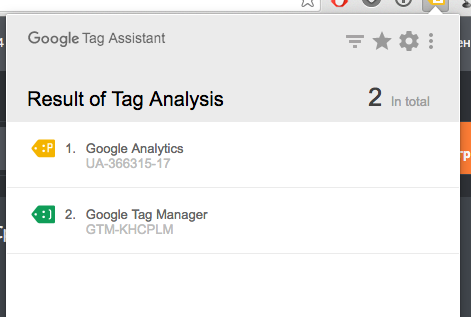 Google Tag Assistant
Result of Tag Analysis
2 In total
:P 1. Google Analytics
UA-366315-17
:) 2. Google Tag Manager
GTM-KHCPLM